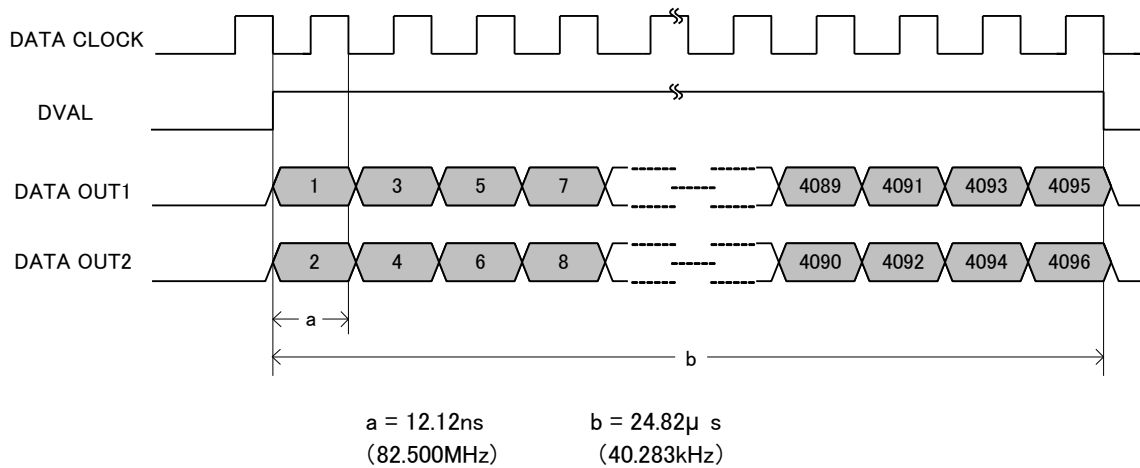 DATA CLOCK
DVAL
DATA OUT1 1 3 5 7 4089 4091 4093 4095
DATA OUT2 2 4 6 8 4090 4092 4094 4096
a
b
a = 12.12ns b = 24.82μ s
(82.500MHz) (40.283kHz)